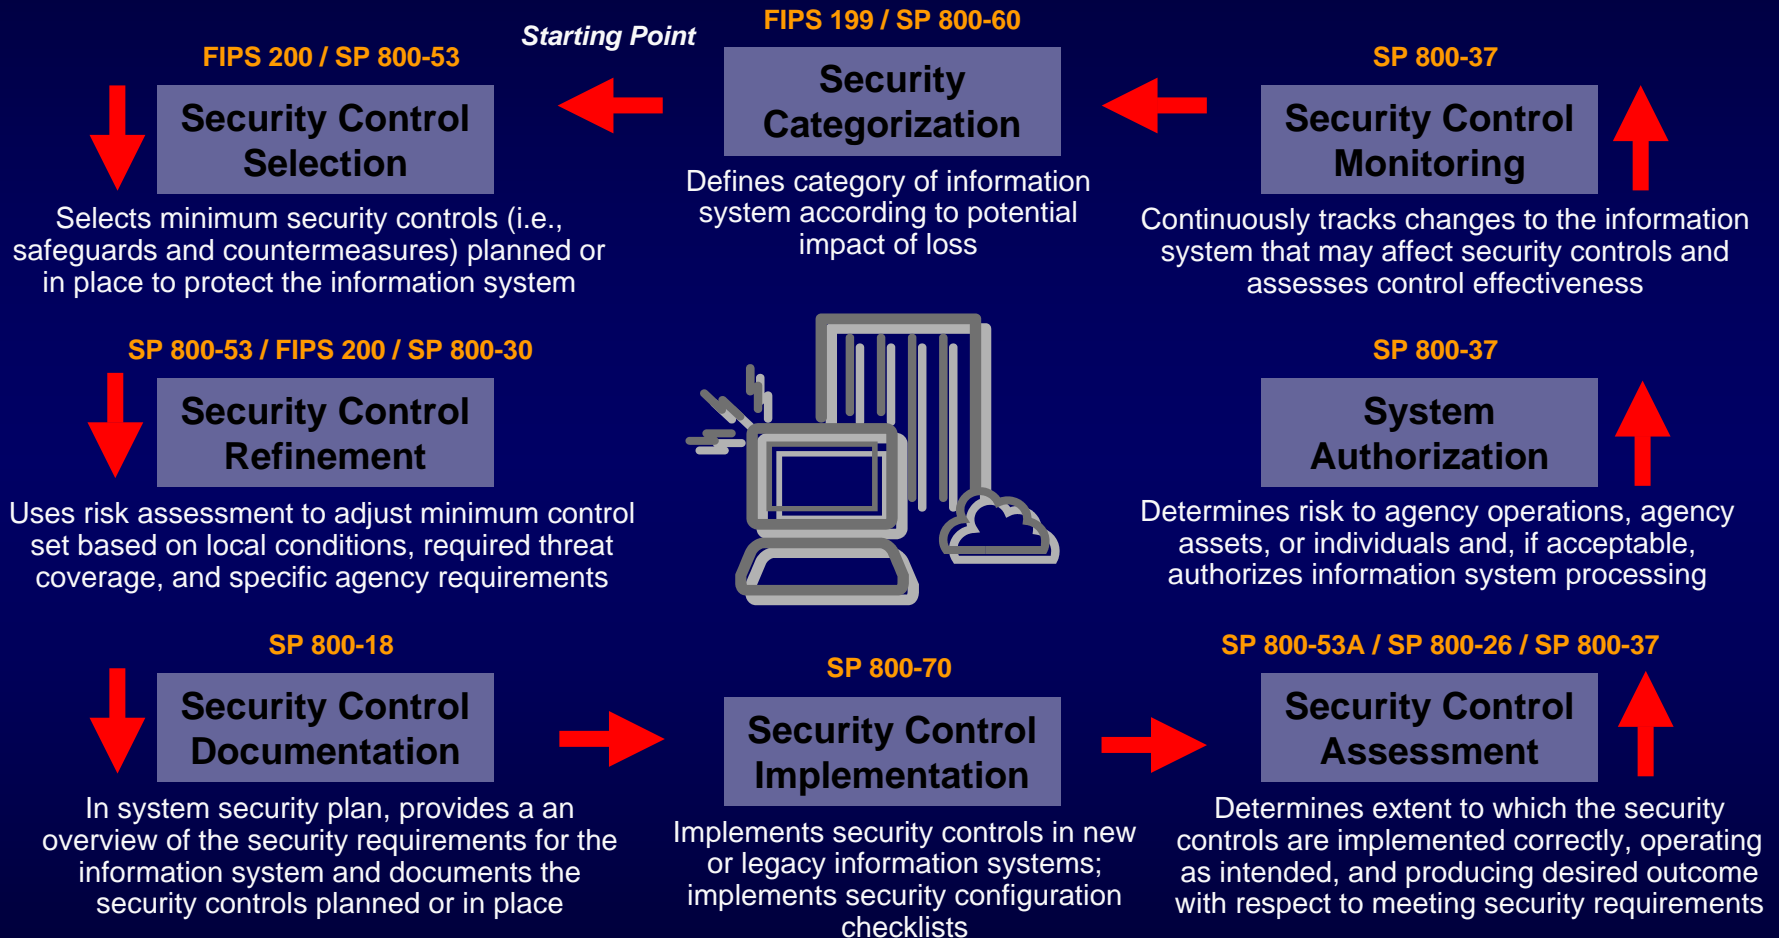 Starting Point
FIPS 199 / SP 800-60
Security
Categorization
Defines category of information
system according to potential
impact of loss
FIPS 200 / SP 800-53
Security Control
Selection
Selects minimum security controls (i.e.,
safeguards and countermeasures) planned or
in place to protect the information system
SP 800-53 / FIPS 200 / SP 800-30
Security Control
Refinement
Uses risk assessment to adjust minimum control
set based on local conditions, required threat
coverage, and specific agency requirements
SP 800-18
Security Control
Documentation
In system security plan, provides a an
overview of the security requirements for the
information system and documents the
security controls planned or in place
SP 800-70
Security Control
Implementation
Implements security controls in new
or legacy information systems;
implements security configuration
checklists
SP 800-53A / SP 800-26 / SP 800-37
Security Control
Assessment
Determines extent to which the security
controls are implemented correctly, operating
as intended, and producing desired outcome
with respect to meeting security requirements
SP 800-37
System
Authorization
Determines risk to agency operations, agency
assets, or individuals and, if acceptable,
authorizes information system processing
SP 800-37
Security Control
Monitoring
Continuously tracks changes to the information
system that may affect security controls and
assesses control effectiveness